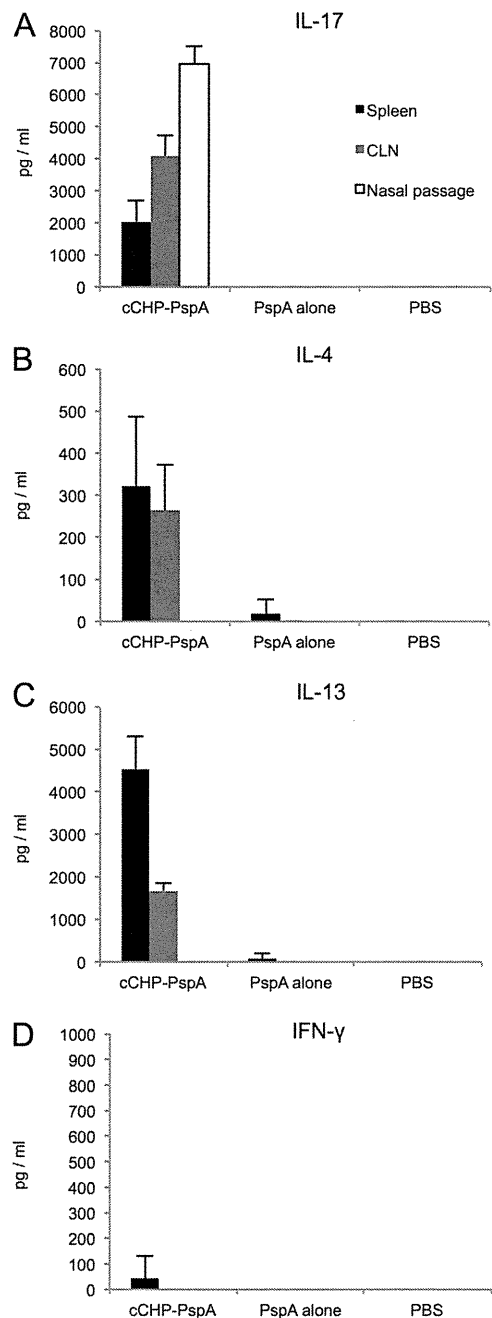 A
IL-17
8000
7000
6000
5000
4000
3000
2000
1000
0
pg / ml
Spleen
CLN
Nasal passage
cCHP-PspA PspA alone PBS
B
IL-4
600
500
400
300
200
100
0
pg / ml
cCHP-PspA PspA alone PBS
C
IL-13
6000
5000
4000
3000
2000
1000
0
pg / ml
cCHP-PspA PspA alone PBS
D
IFN-γ
1000
900
800
700
600
500
400
300
200
100
0
pg / ml
cCHP-PspA PspA alone PBS